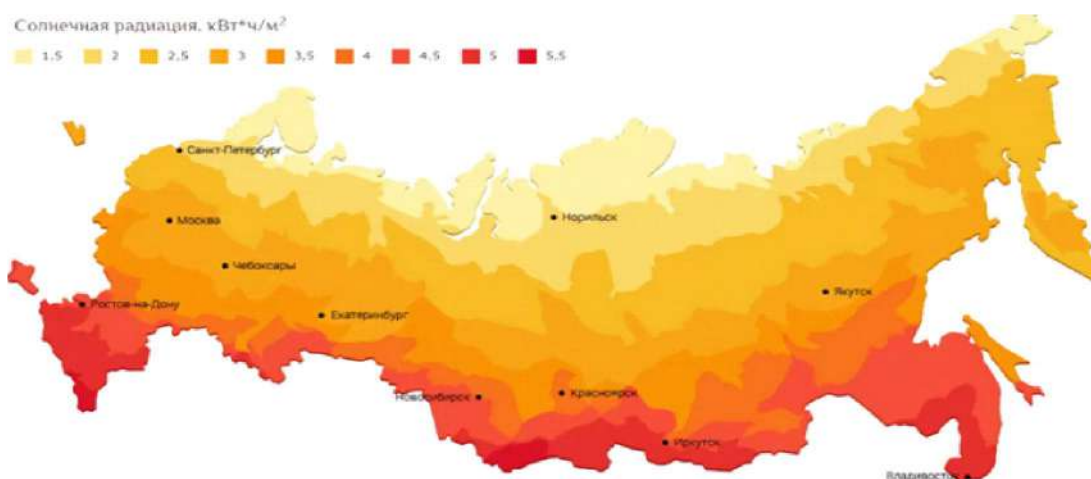 Солнечная радиация. кВт*ч/м²
1,5 2 2,5 3 3,5 4 4,5 5 5,5
Санкт-Петербург
Москва
Норильск
Чебоксары
Якутск
Ростов-на-Дону
Екатеринбург
Красноярск
Новосибирск
Иркутск
Владивосток